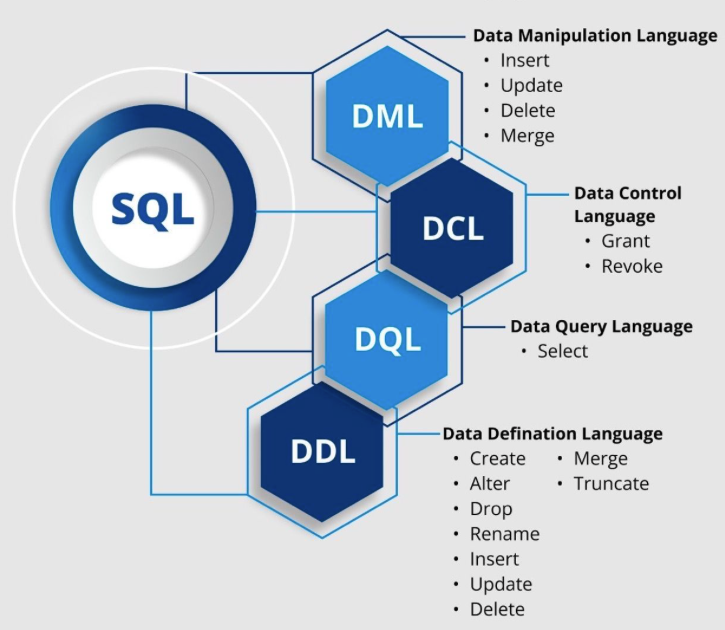 SQL
DML
Data Manipulation Language
• Insert
• Update
• Delete
• Merge
DCL
Data Control
Language
• Grant
• Revoke
DQL
Data Query Language
• Select
DDL
Data Defination Language
• Create • Merge
• Alter • Truncate
• Drop
• Rename
• Insert
• Update
• Delete